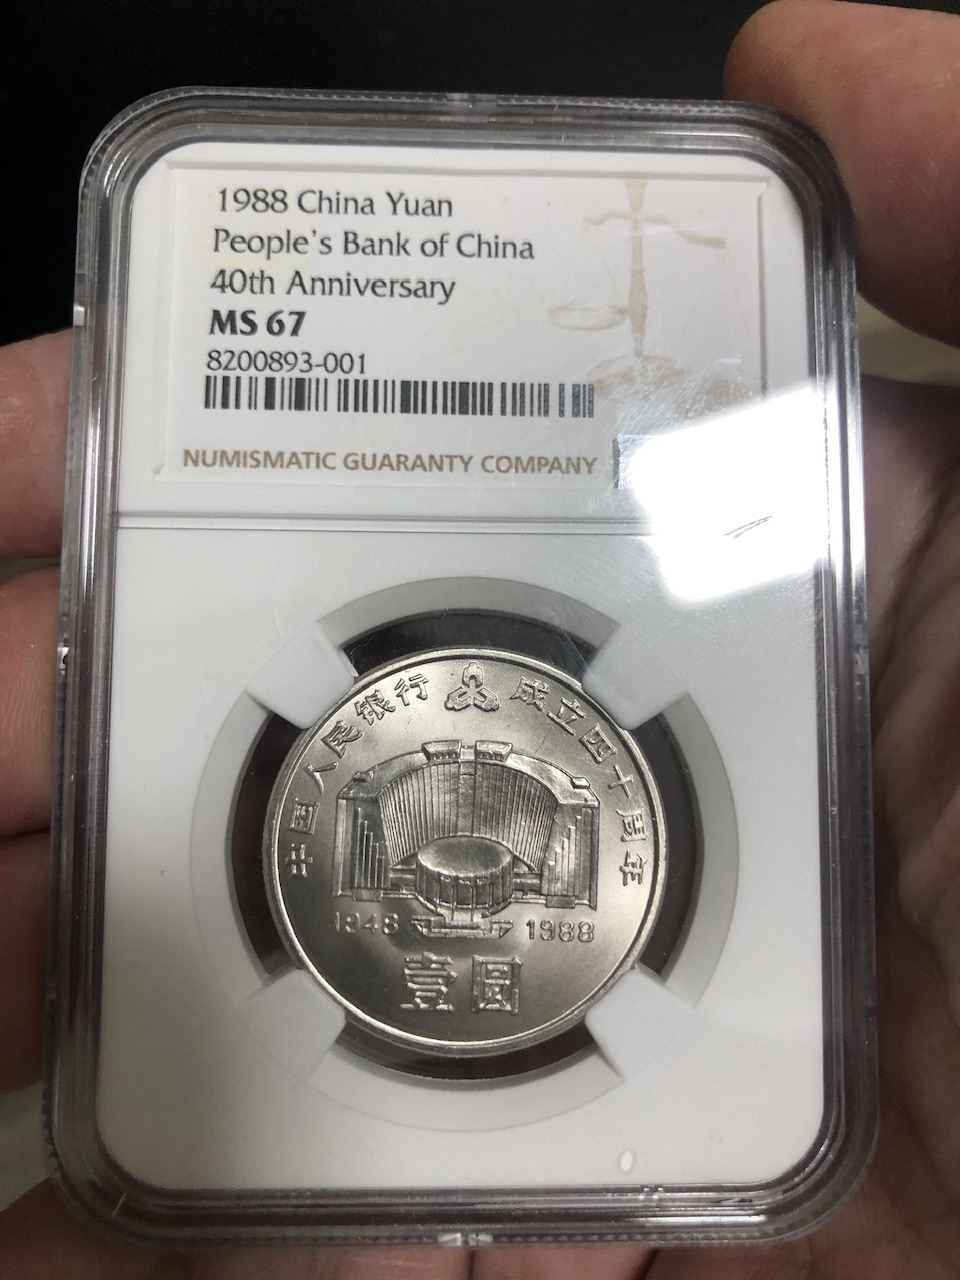 1988 China Yuan
People's Bank of China
40th Anniversary
MS 67
8200893-001
NUMISMATIC GUARANTY COMPANY
中国人民银行 成立四十周年
1948 1988
壹圆